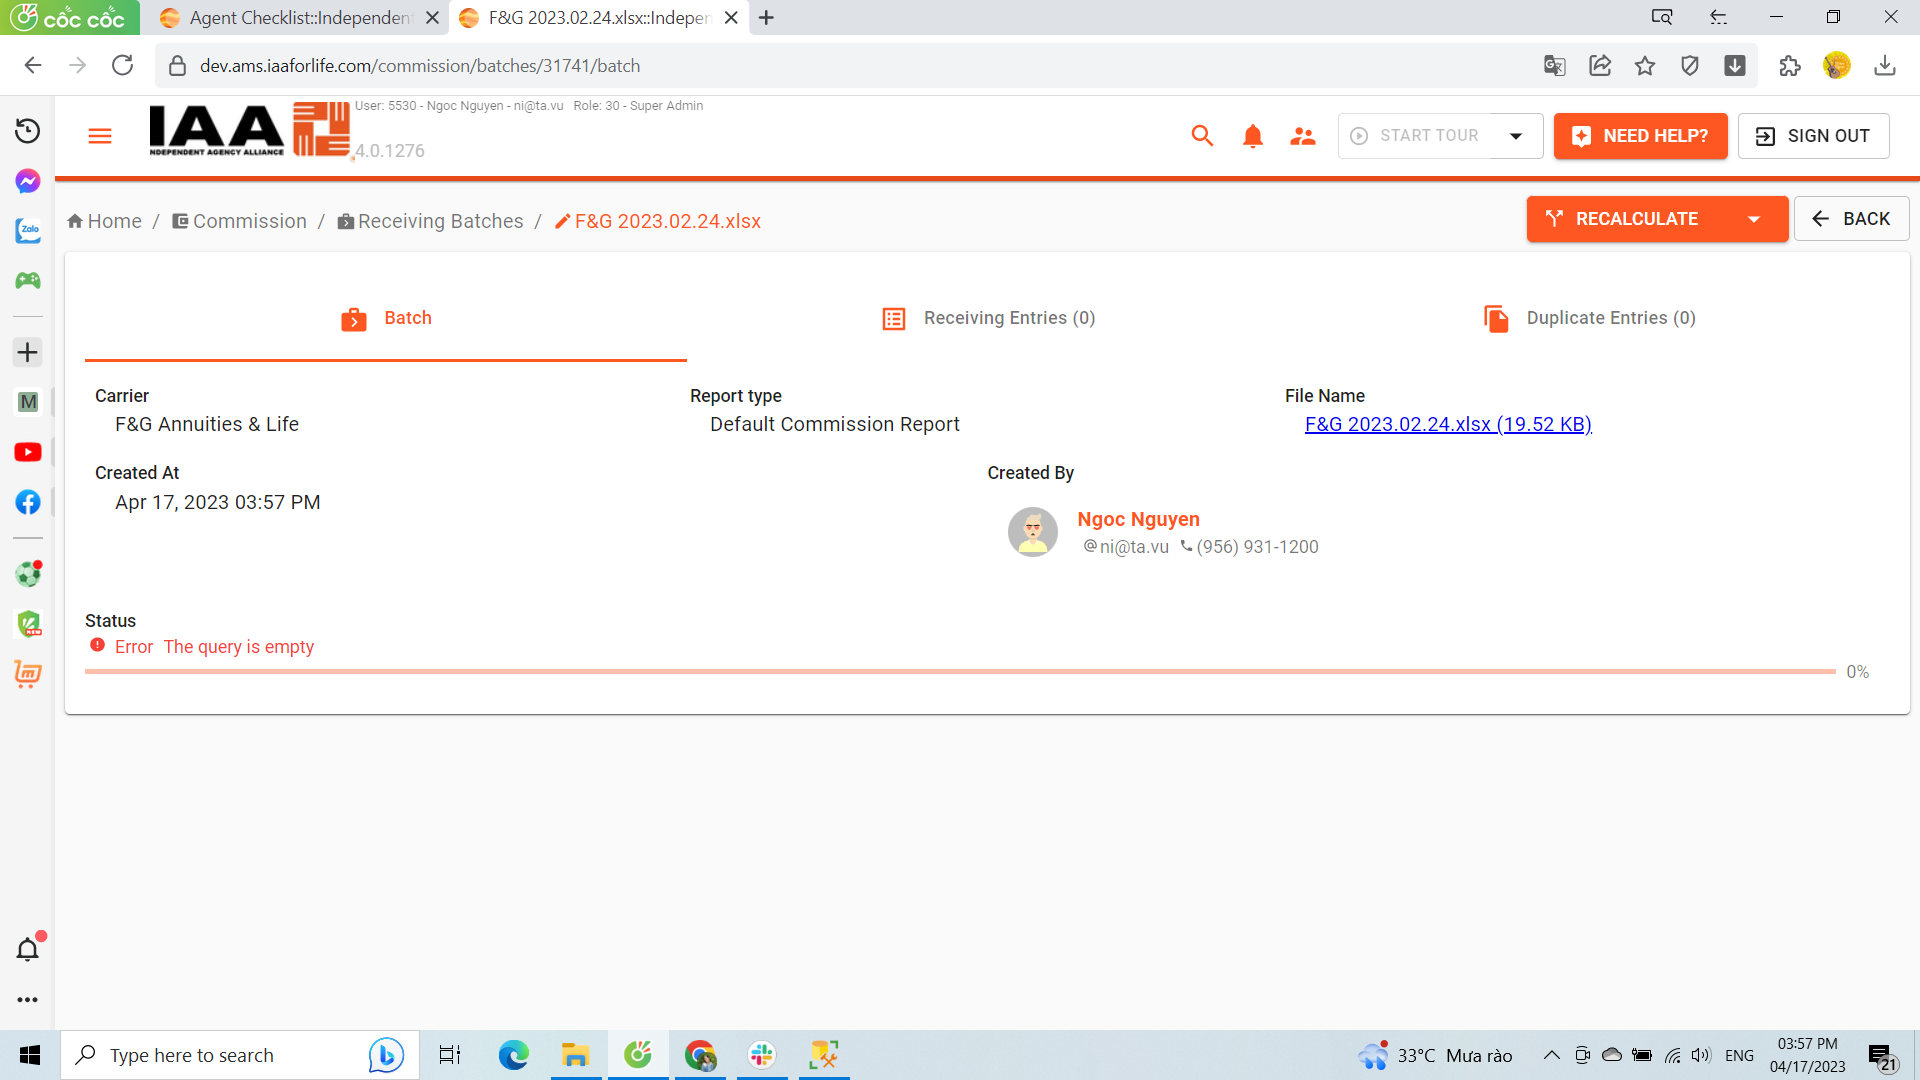 cốc cốc
Agent Checklist::Independent
F&G 2023.02.24.xlsx::Indepen
dev.ams.iaaforlife.com/commission/batches/31741/batch
IAA
INDEPENDENT AGENCY ALLIANCE
User: 5530 - Ngoc Nguyen - ni@ta.vu Role: 30 - Super Admin
4.0.1276
START TOUR
NEED HELP?
SIGN OUT
Zalo
Home / Commission / Receiving Batches / F&G 2023.02.24.xlsx
RECALCULATE
BACK
Batch
Receiving Entries (0)
Duplicate Entries (0)
M
Carrier
F&G Annuities & Life
Report type
Default Commission Report
File Name
F&G 2023.02.24.xlsx (19.52 KB)
Created At
Apr 17, 2023 03:57 PM
Created By
Ngoc Nguyen
ni@ta.vu (956) 931-1200
Status
Error The query is empty
0%
NEW
Type here to search
33°C Mưa rào
ENG
03:57 PM
04/17/2023
21